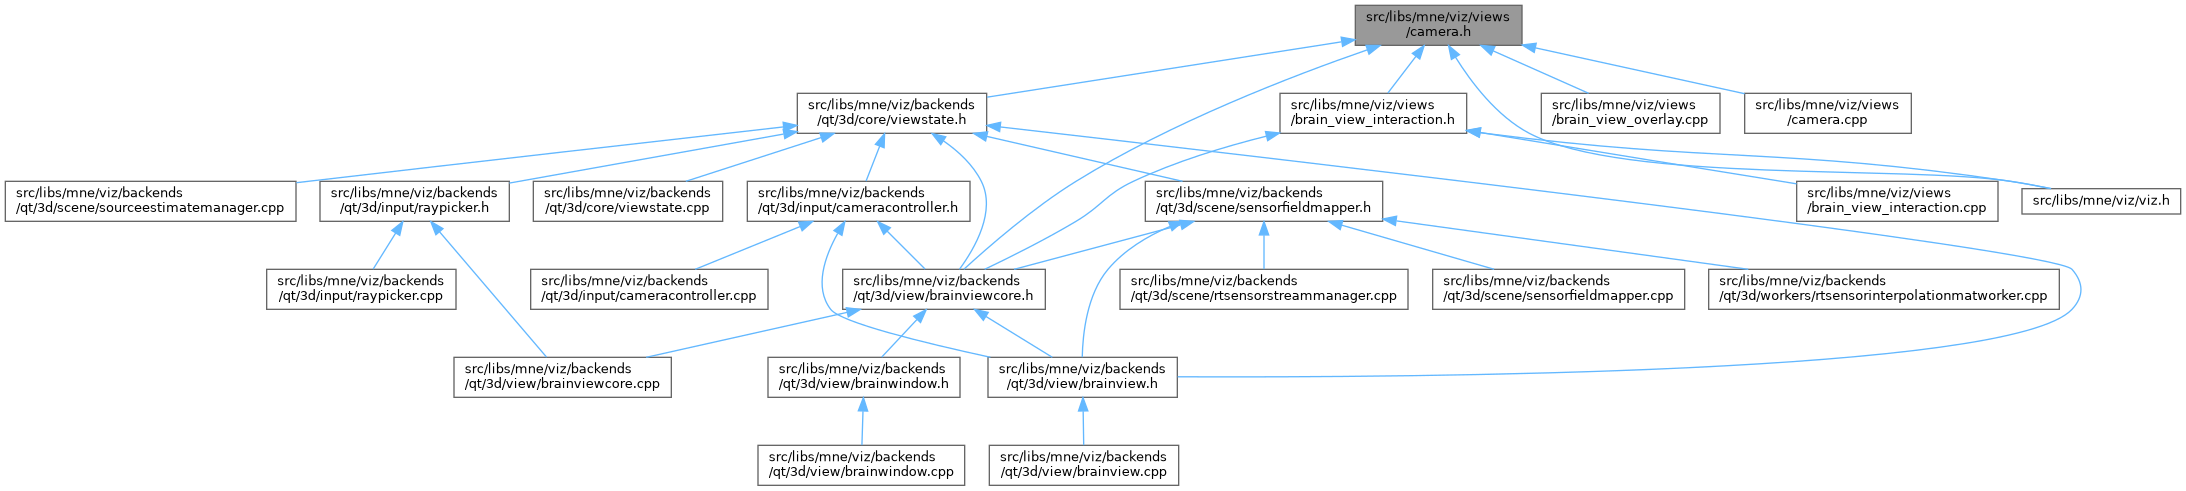 src/libs/mne/viz/views
/camera.h
src/libs/mne/viz/backends
/qt/3d/core/viewstate.h
src/libs/mne/viz/views
/brain_view_interaction.h
src/libs/mne/viz/views
/brain_view_overlay.cpp
src/libs/mne/viz/views
/camera.cpp
src/libs/mne/viz/backends
/qt/3d/scene/sourceestimatemanager.cpp
src/libs/mne/viz/backends
/qt/3d/input/raypicker.h
src/libs/mne/viz/backends
/qt/3d/core/viewstate.cpp
src/libs/mne/viz/backends
/qt/3d/input/cameracontroller.h
src/libs/mne/viz/backends
/qt/3d/scene/sensorfieldmapper.h
src/libs/mne/viz/views
/brain_view_interaction.cpp
src/libs/mne/viz/viz.h
src/libs/mne/viz/backends
/qt/3d/input/raypicker.cpp
src/libs/mne/viz/backends
/qt/3d/input/cameracontroller.cpp
src/libs/mne/viz/backends
/qt/3d/view/brainviewcore.h
src/libs/mne/viz/backends
/qt/3d/scene/rtsensorstreammanager.cpp
src/libs/mne/viz/backends
/qt/3d/scene/sensorfieldmapper.cpp
src/libs/mne/viz/backends
/qt/3d/workers/rtsensorinterpolationmatworker.cpp
src/libs/mne/viz/backends
/qt/3d/view/brainviewcore.cpp
src/libs/mne/viz/backends
/qt/3d/view/brainwindow.h
src/libs/mne/viz/backends
/qt/3d/view/brainview.h
src/libs/mne/viz/backends
/qt/3d/view/brainwindow.cpp
src/libs/mne/viz/backends
/qt/3d/view/brainview.cpp